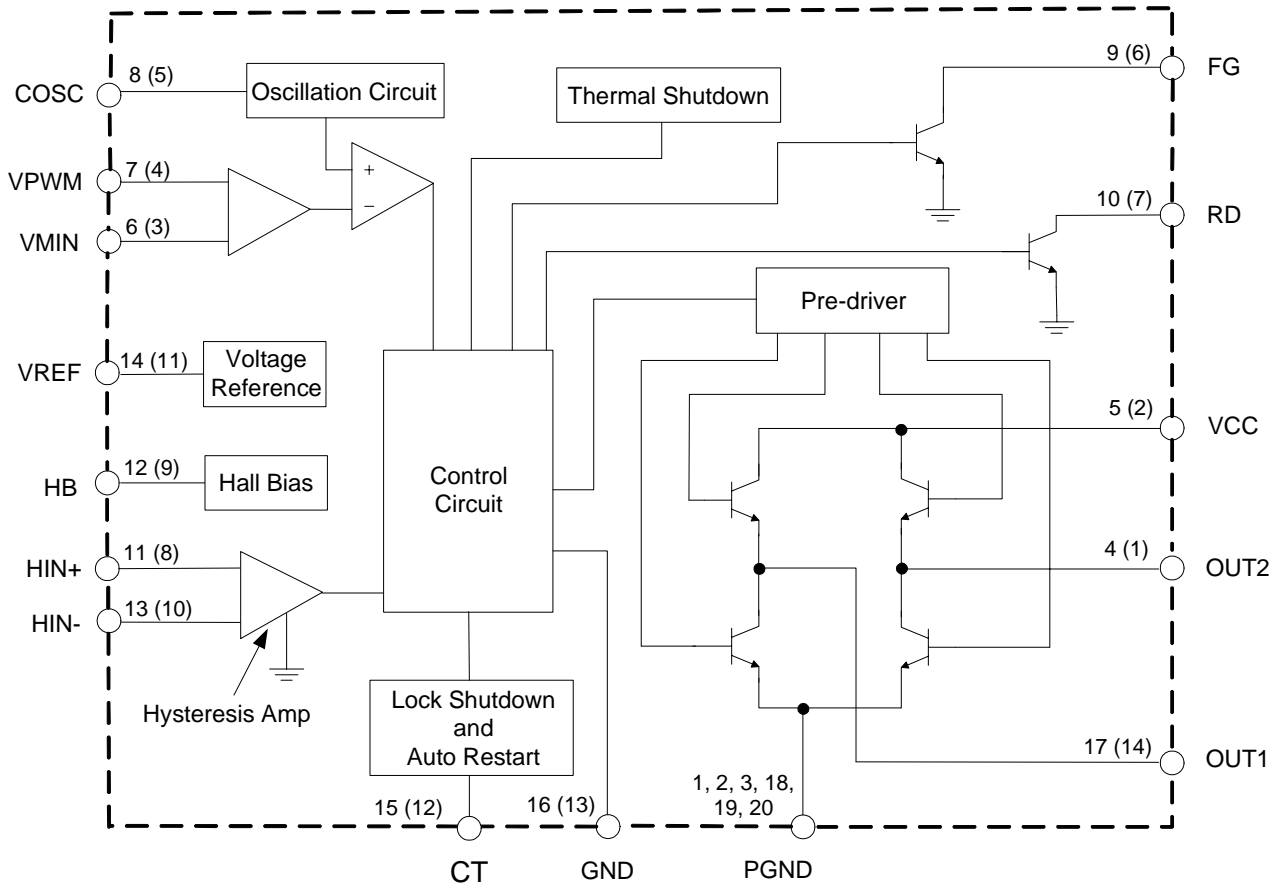 9 (6)
FG
8 (5)
COSC
Oscillation Circuit
Thermal Shutdown
VPWM
7 (4)
+
−
VMIN
6 (3)
10 (7)
RD
Pre-driver
VREF
14 (11)
Voltage
Reference
5 (2)
VCC
HB
12 (9)
Hall Bias
Control
Circuit
HIN+
11 (8)
4 (1)
OUT2
HIN-
13 (10)
Hysteresis Amp
Lock Shutdown
and
Auto Restart
17 (14)
OUT1
15 (12)
16 (13)
1, 2, 3, 18,
19, 20
CT
GND
PGND